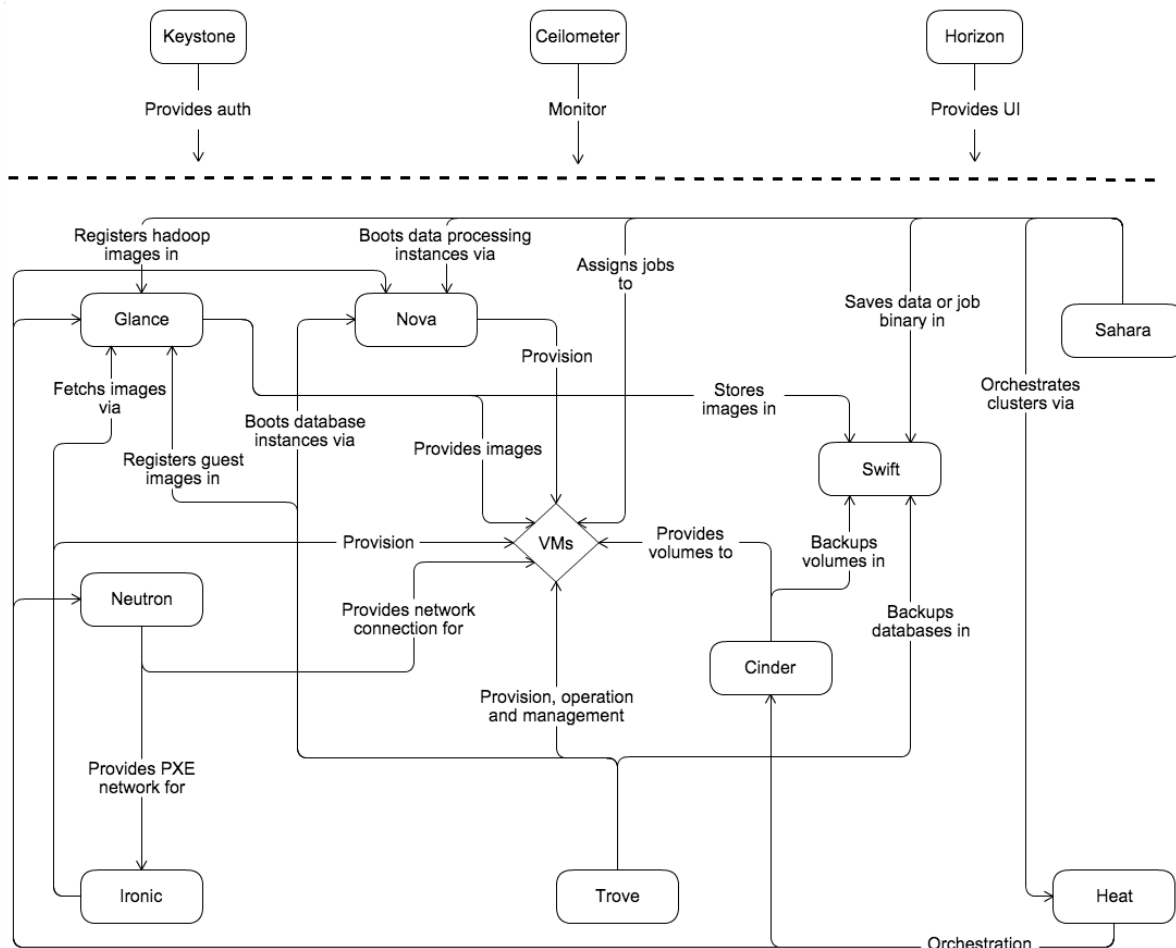 Keystone
Ceilometer
Horizon
Provides auth
Monitor
Provides UI
Registers hadoop
images in
Boots data processing
instances via
Assigns jobs
to
Saves data or job
binary in
Glance
Nova
Sahara
Provision
Fetchs images
via
Stores
images in
Orchestrates
clusters via
Boots database
instances via
Provides images
Registers guest
images in
Swift
Provision
VMs
Provides
volumes to
Backups
volumes in
Neutron
Provides network
connection for
Backups
databases in
Cinder
Provision, operation
and management
Provides PXE
network for
Ironic
Trove
Heat
Orchestration